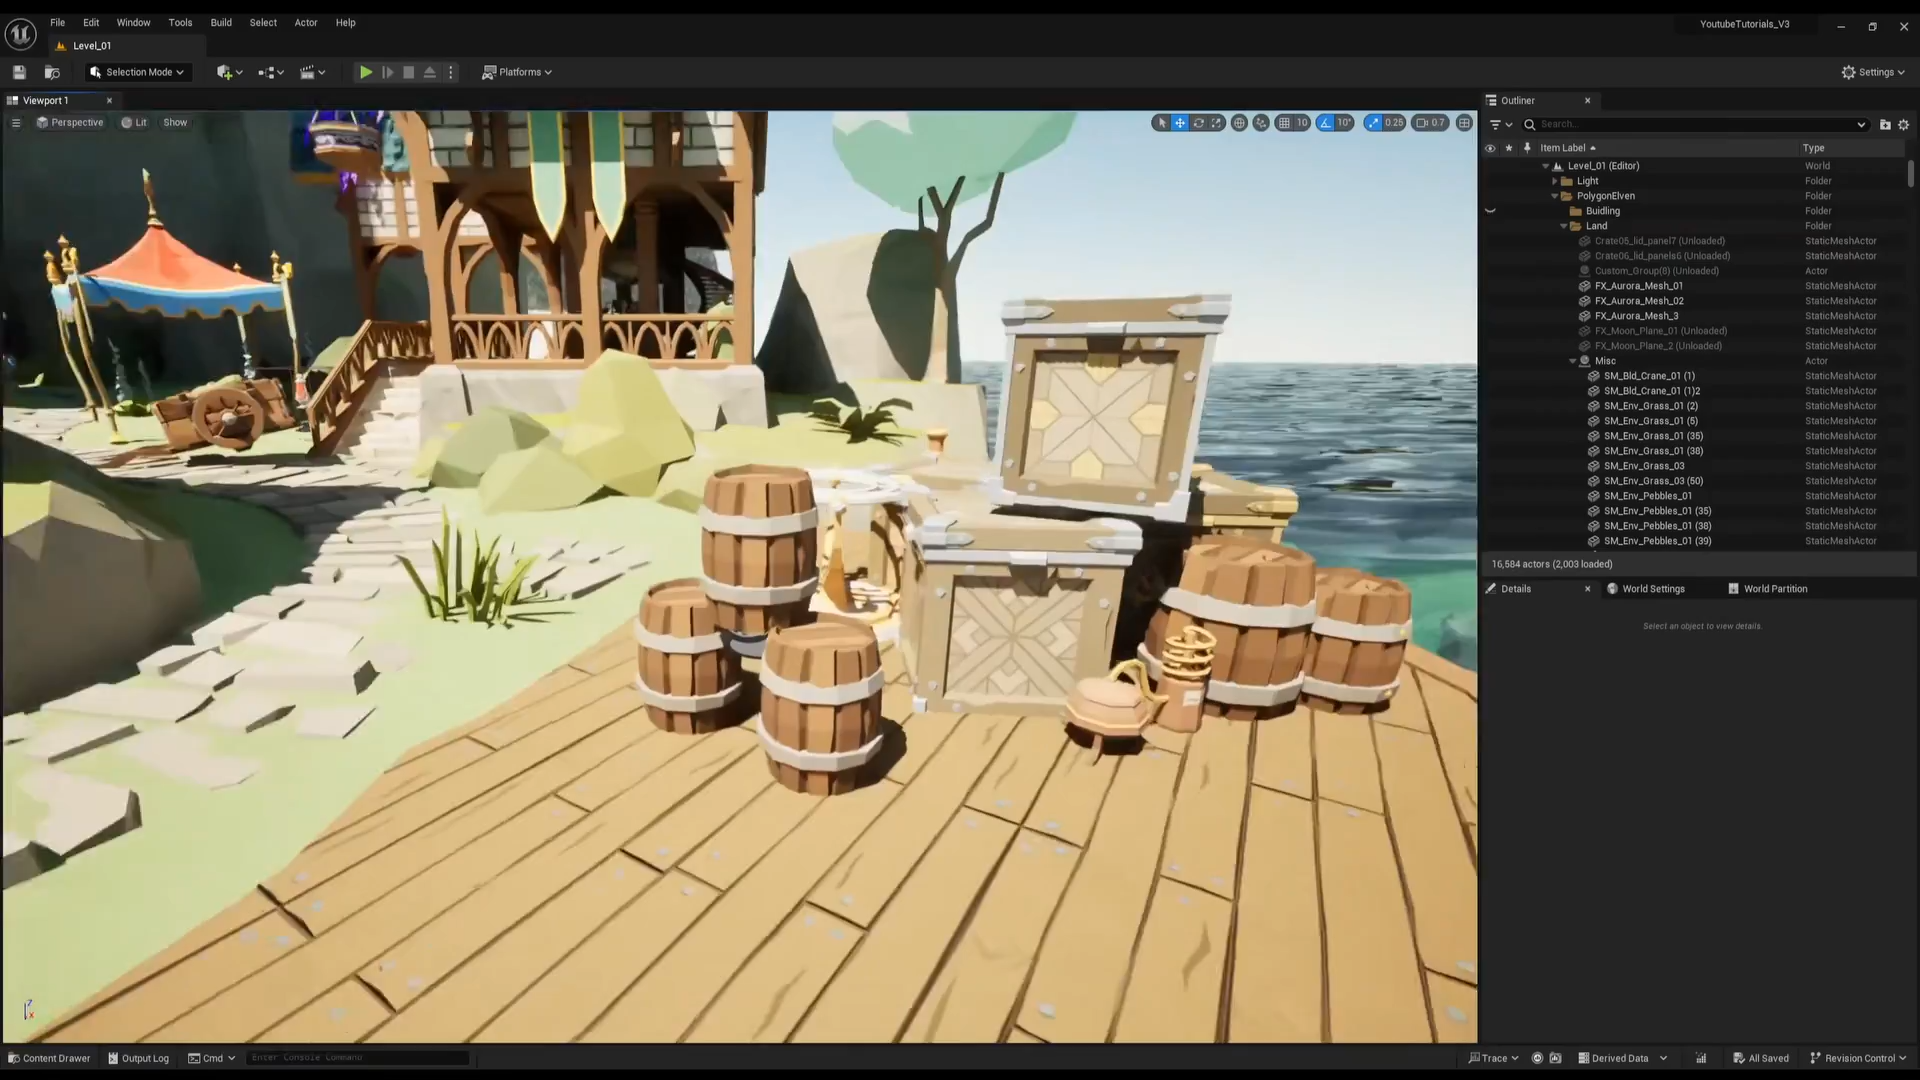 File Edit Window Tools Build Select Actor Help
YoutubeTutorials_V3
Level_01
Selection Mode
Platforms
Settings
Viewport 1
Perspective Lit Show
10 10° 0.25 0.7
Outliner
Search...
Item Label Type
Level_01 (Editor) World
Light Folder
PolygonElven Folder
Buidling Folder
Land Folder
Crate05_lid_panel7 (Unloaded) StaticMeshActor
Crate06_lid_panels6 (Unloaded) StaticMeshActor
Custom_Group(8) (Unloaded) Actor
FX_Aurora_Mesh_01 StaticMeshActor
FX_Aurora_Mesh_02 StaticMeshActor
FX_Aurora_Mesh_3 StaticMeshActor
FX_Moon_Plane_01 (Unloaded) StaticMeshActor
FX_Moon_Plane_2 (Unloaded) StaticMeshActor
Misc Actor
SM_Bld_Crane_01 (1) StaticMeshActor
SM_Bld_Crane_01 (1)2 StaticMeshActor
SM_Env_Grass_01 (2) StaticMeshActor
SM_Env_Grass_01 (5) StaticMeshActor
SM_Env_Grass_01 (35) StaticMeshActor
SM_Env_Grass_01 (38) StaticMeshActor
SM_Env_Grass_03 StaticMeshActor
SM_Env_Grass_03 (50) StaticMeshActor
SM_Env_Pebbles_01 StaticMeshActor
SM_Env_Pebbles_01 (35) StaticMeshActor
SM_Env_Pebbles_01 (38) StaticMeshActor
SM_Env_Pebbles_01 (39) StaticMeshActor
16,584 actors (2,003 loaded)
Details World Settings World Partition
Select an object to view details.
Content Drawer Output Log Cmd Enter Console Command
Trace Derived Data All Saved Revision Control